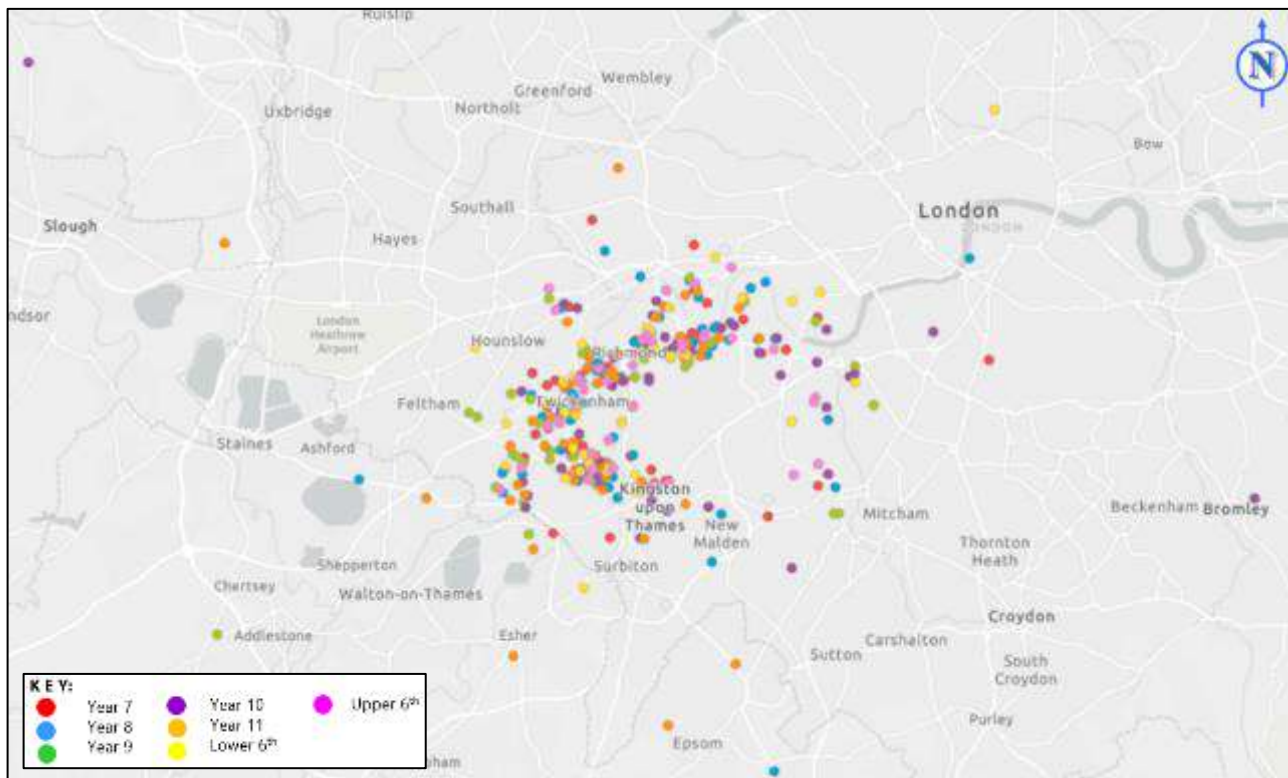 Ruislip
Wembley
Greenford
Uxbridge
Northolt
Bow
Southall
London
LONDON
Slough
Hayes
ndsor
London
Heathrow
Airport
Hounslow
Richmond
Feltham
Twickenham
Staines
Ashford
Kingston
upon
Thames
New
Malden
Mitcham
Beckenham
Bromley
Thornton
Heath
Shepperton
Surbiton
Chertsey
Walton-on-Thames
Croydon
Addlestone
Esher
Carshalton
Sutton
South
Croydon
Purley
Epsom
N
KEY:
Year 7
Year 8
Year 9
Year 10
Year 11
Lower 6th
Upper 6th